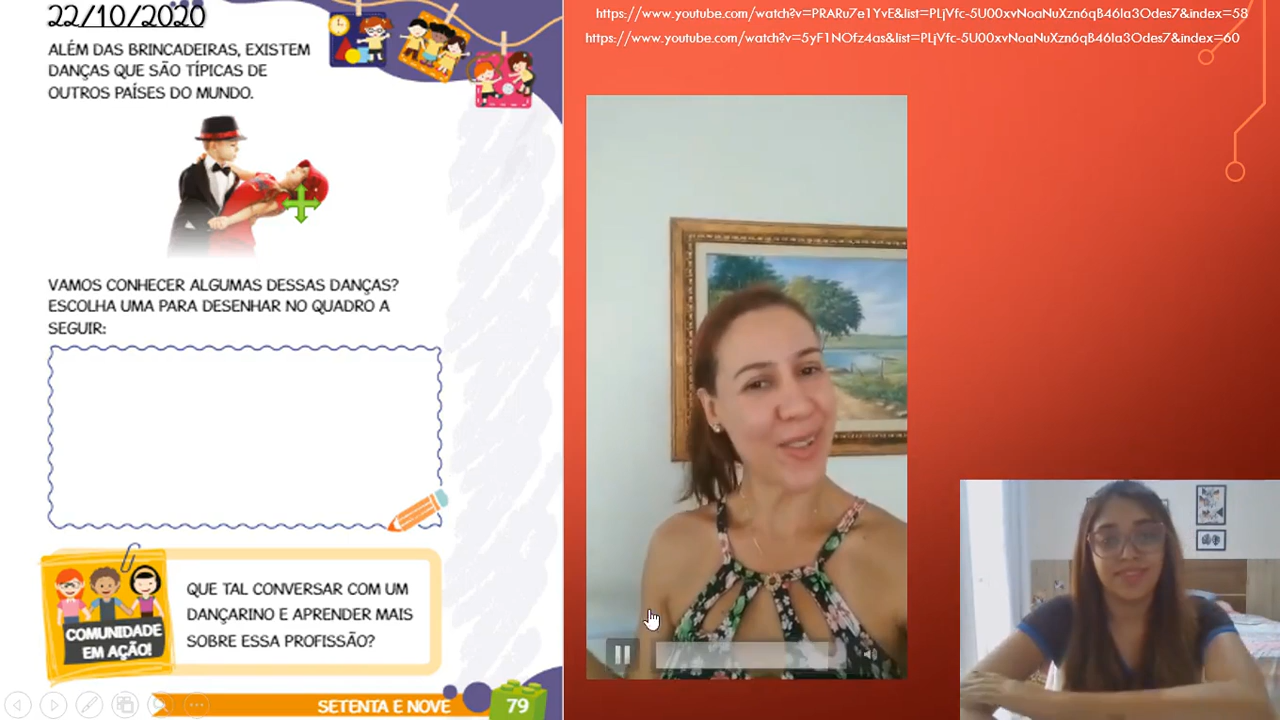 22/10/2020
ALÉM DAS BRINCADEIRAS, EXISTEM
DANÇAS QUE SÃO TÍPICAS DE
OUTROS PAÍSES DO MUNDO.
VAMOS CONHECER ALGUMAS DESSAS DANÇAS?
ESCOLHA UMA PARA DESENHAR NO QUADRO A
SEGUIR:
COMUNIDADE
EM AÇÃO!
QUE TAL CONVERSAR COM UM
DANÇARINO E APRENDER MAIS
SOBRE ESSA PROFISSÃO?
SETENTA E NOVE
79
https://www.youtube.com/watch?v=PRARu7e1YvE&list=PLjVfc-5U00xvNoaNuXzn6qB46la3Odes7&index=58
https://www.youtube.com/watch?v=5yF1NOfz4as&list=PLjVfc-5U00xvNoaNuXzn6qB46la3Odes7&index=60